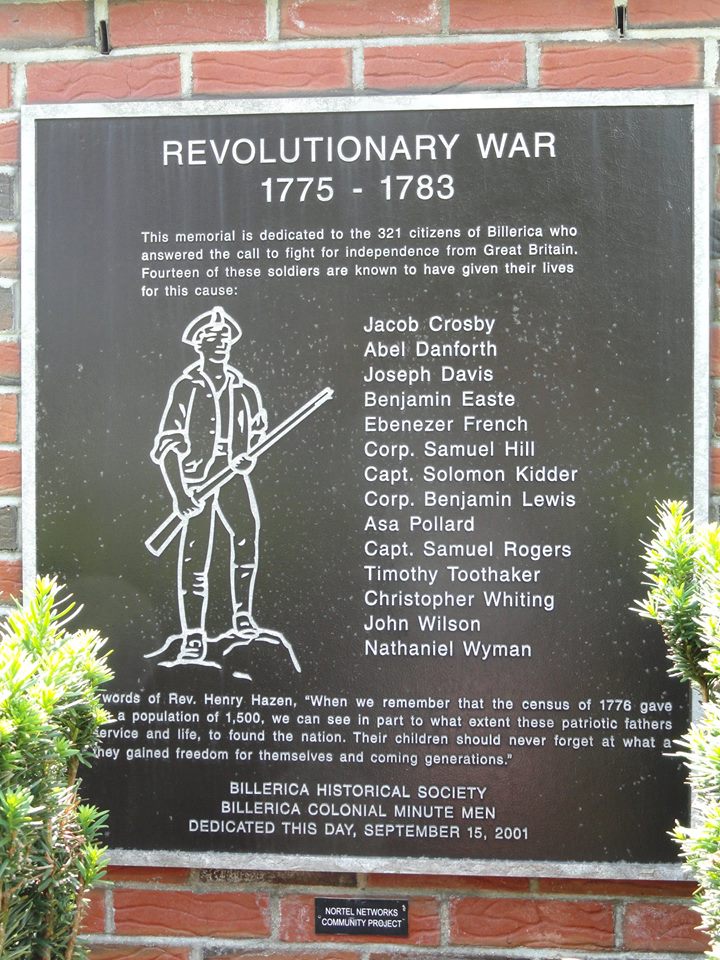 REVOLUTIONARY WAR
1775 - 1783
This memorial is dedicated to the 321 citizens of Billerica who
answered the call to fight for independence from Great Britain.
Fourteen of these soldiers are known to have given their lives
for this cause:
Jacob Crosby
Abel Danforth
Joseph Davis
Benjamin Easte
Ebenezer French
Corp. Samuel Hill
Capt. Solomon Kidder
Corp. Benjamin Lewis
Asa Pollard
Capt. Samuel Rogers
Timothy Toothaker
Christopher Whiting
John Wilson
Nathaniel Wyman
words of Rev. Henry Hazen, "When we remember that the census of 1776 gave
a population of 1,500, we can see in part to what extent these patriotic fathers
service and life, to found the nation. Their children should never forget at what a
they gained freedom for themselves and coming generations."
BILLERICA HISTORICAL SOCIETY
BILLERICA COLONIAL MINUTE MEN
DEDICATED THIS DAY, SEPTEMBER 15, 2001
NORTEL NETWORKS
COMMUNITY PROJECT